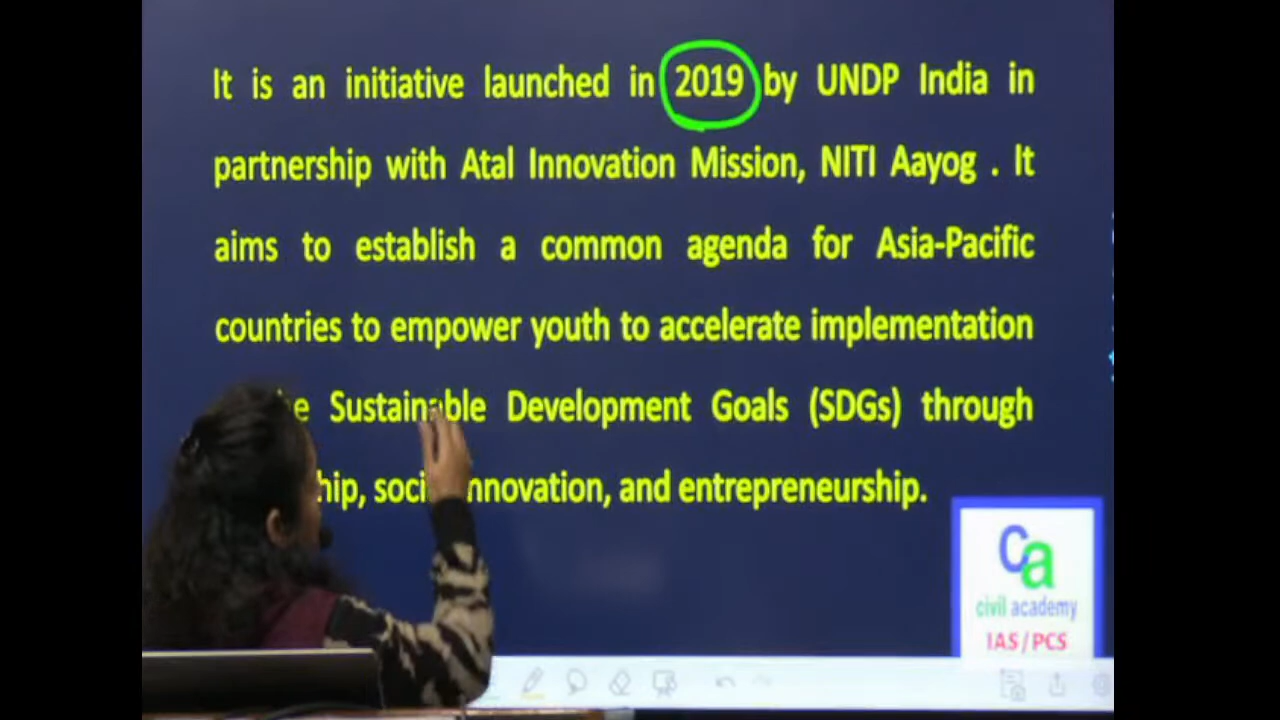 It is an initiative launched in 2019 by UNDP India in
partnership with Atal Innovation Mission, NITI Aayog . It
aims to establish a common agenda for Asia-Pacific
countries to empower youth to accelerate implementation
Sustainable Development Goals (SDGs) through
and entrepreneurship.
Ca
civil academy
IAS/PCS